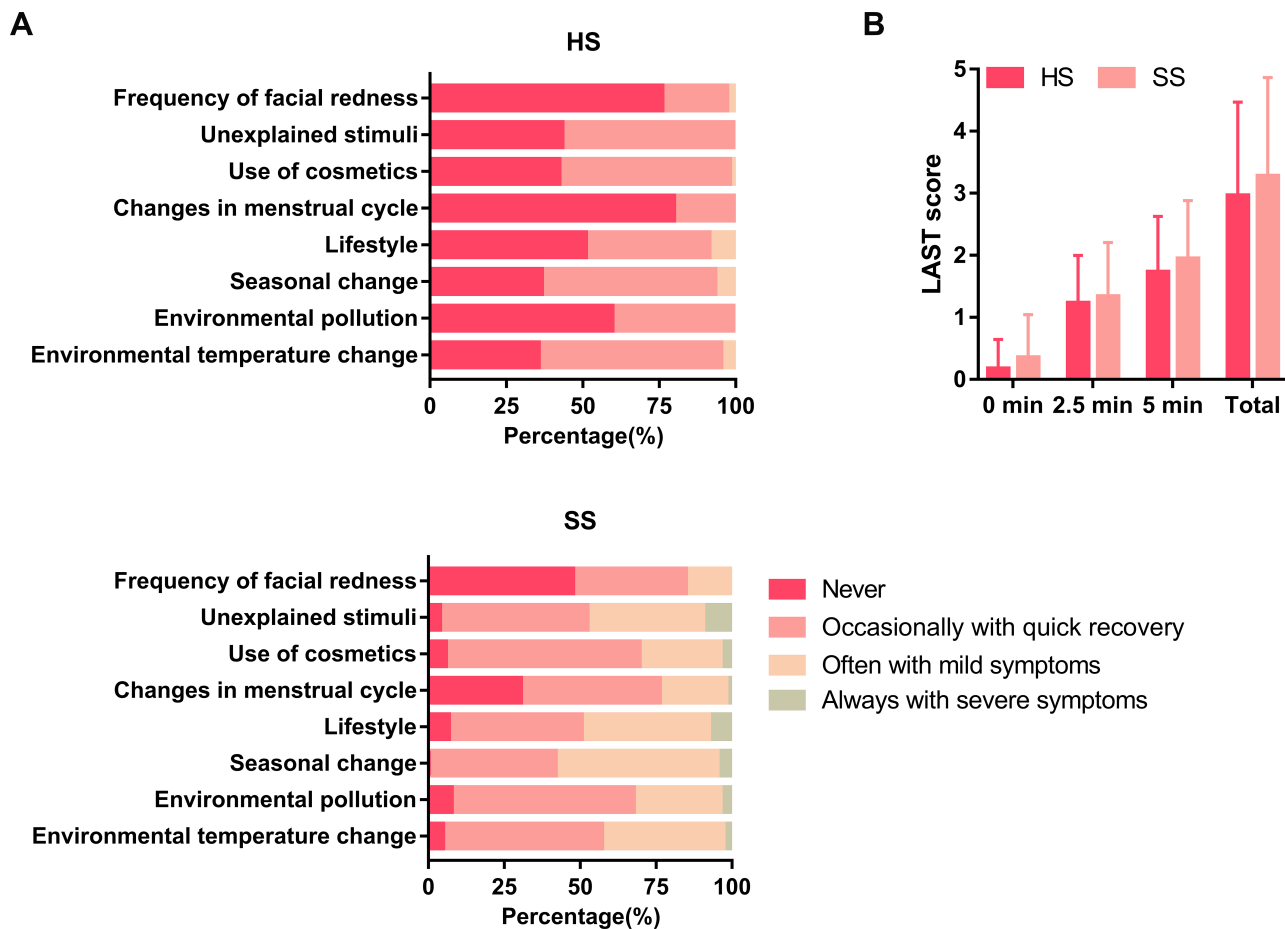 A
HS
Frequency of facial redness
Unexplained stimuli
Use of cosmetics
Changes in menstrual cycle
Lifestyle
Seasonal change
Environmental pollution
Environmental temperature change
0 25 50 75 100
Percentage(%)
B
HS SS
LAST score
5
4
3
2
1
0
0 min 2.5 min 5 min Total
SS
Frequency of facial redness
Unexplained stimuli
Use of cosmetics
Changes in menstrual cycle
Lifestyle
Seasonal change
Environmental pollution
Environmental temperature change
0 25 50 75 100
Percentage(%)
Never
Occasionally with quick recovery
Often with mild symptoms
Always with severe symptoms